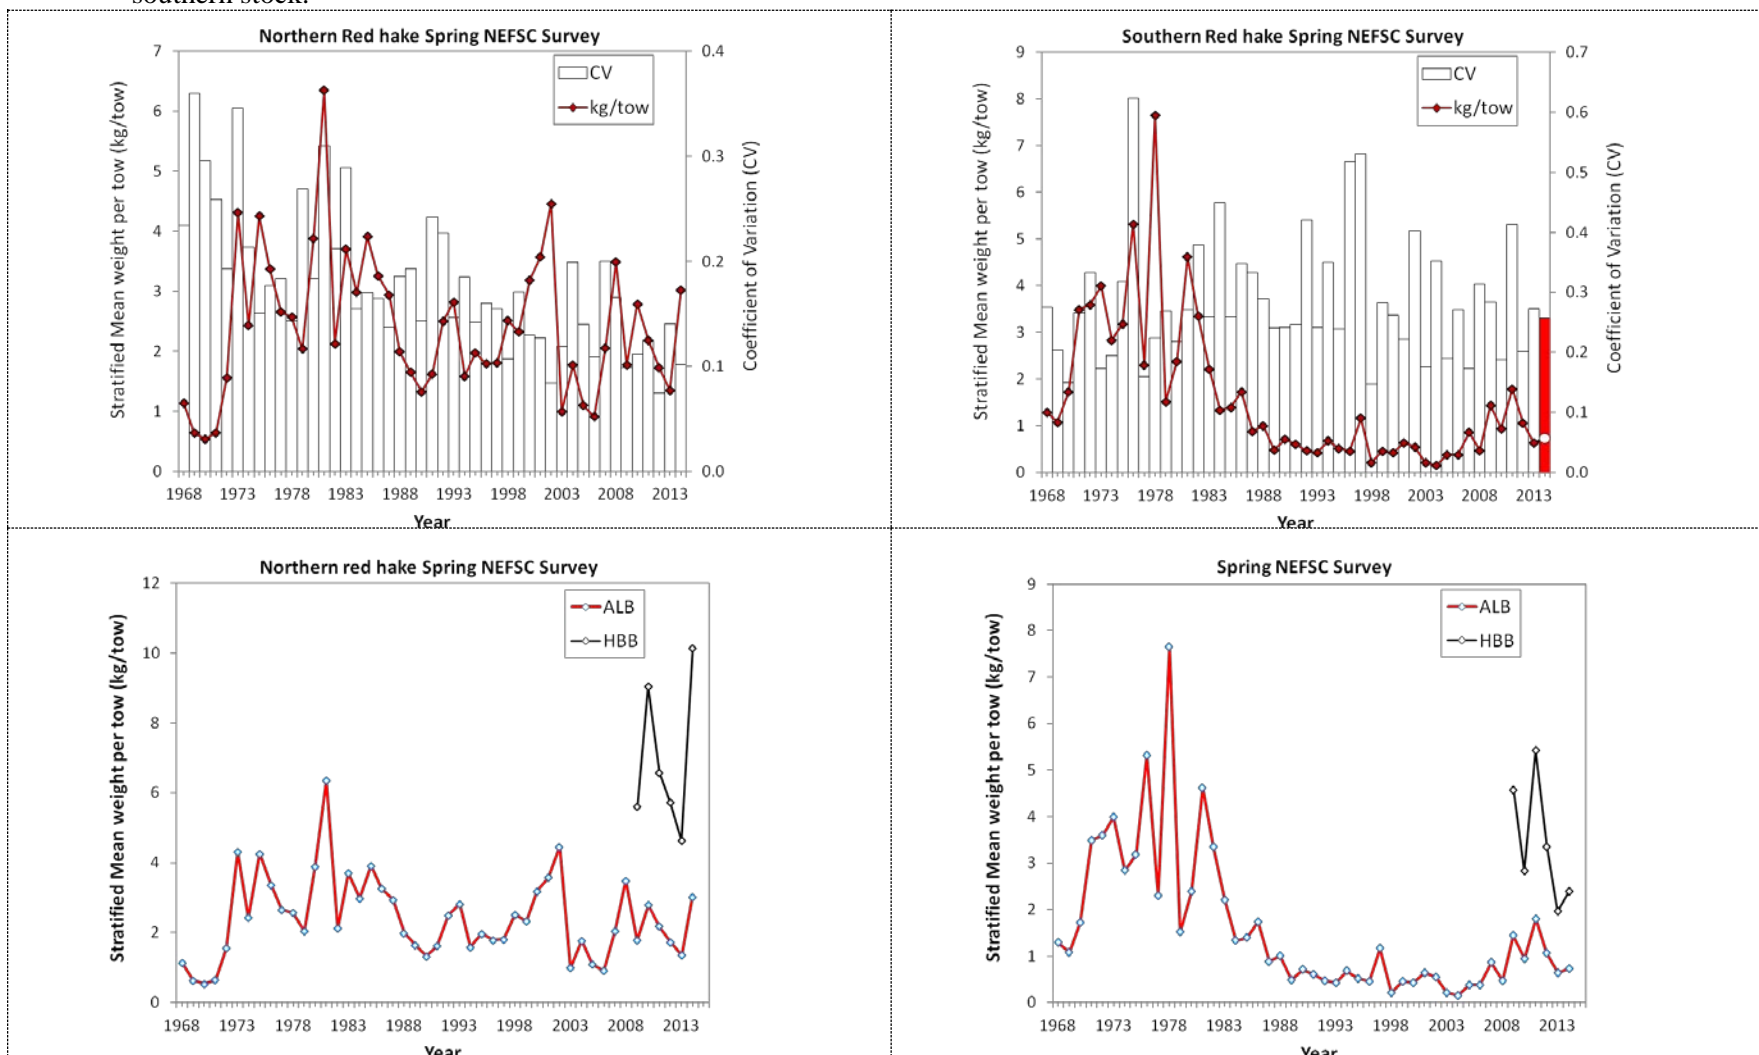 southern stock.
Northern Red hake Spring NEFSC Survey
Stratified Mean weight per tow (kg/tow)
7
6
5
4
3
2
1
0
0.4
0.3
0.2
0.1
0.0
Coefficient of Variation (CV)
CV
kg/tow
1968 1973 1978 1983 1988 1993 1998 2003 2008 2013
Year
Southern Red hake Spring NEFSC Survey
Stratified Mean weight per tow (kg/tow)
9
8
7
6
5
4
3
2
1
0
0.7
0.6
0.5
0.4
0.3
0.2
0.1
0.0
Coefficient of Variation (CV)
CV
kg/tow
1968 1973 1978 1983 1988 1993 1998 2003 2008 2013
Year
Northern red hake Spring NEFSC Survey
Stratified Mean weight per tow (kg/tow)
12
10
8
6
4
2
0
ALB
HBB
1968 1973 1978 1983 1988 1993 1998 2003 2008 2013
Year
Spring NEFSC Survey
Stratified Mean weight per tow (kg/tow)
9
8
7
6
5
4
3
2
1
0
ALB
HBB
1968 1973 1978 1983 1988 1993 1998 2003 2008 2013
Year